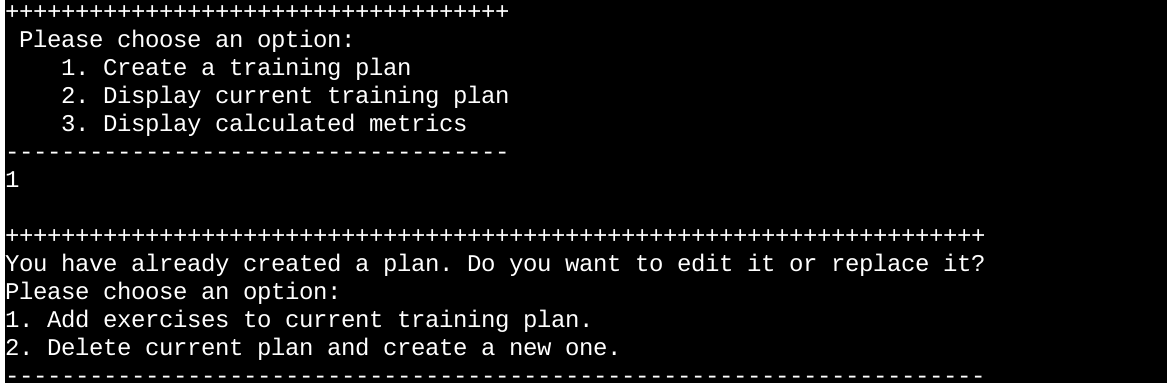 ++++++++++++++++++++++++++++++++++++
 Please choose an option:
    1. Create a training plan
    2. Display current training plan
    3. Display calculated metrics
------------------------------------
1

++++++++++++++++++++++++++++++++++++++++++++++++++++++++++++++++++++++
You have already created a plan. Do you want to edit it or replace it?
Please choose an option:
1. Add exercises to current training plan.
2. Delete current plan and create a new one.
----------------------------------------------------------------------